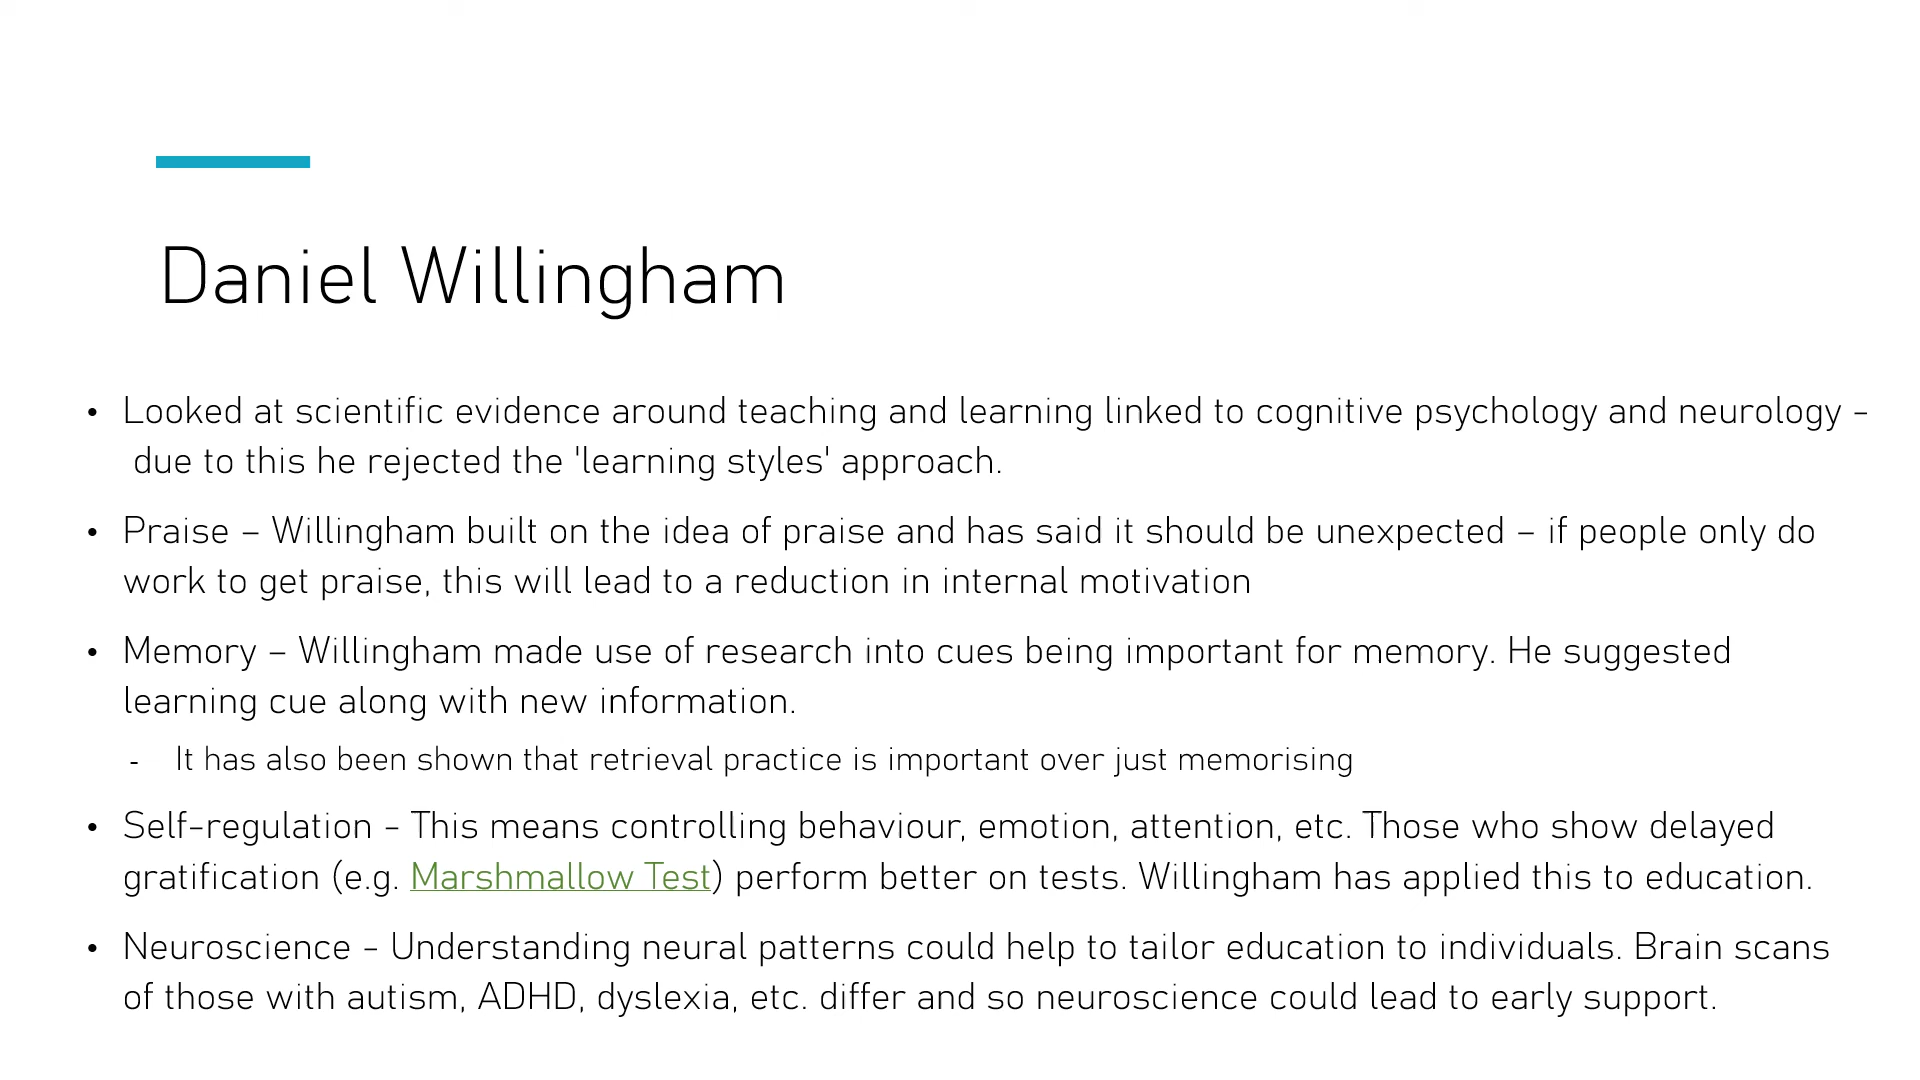 Daniel Willingham
• Looked at scientific evidence around teaching and learning linked to cognitive psychology and neurology -
due to this he rejected the 'learning styles' approach.
• Praise – Willingham built on the idea of praise and has said it should be unexpected – if people only do
work to get praise, this will lead to a reduction in internal motivation
• Memory – Willingham made use of research into cues being important for memory. He suggested
learning cue along with new information.
- It has also been shown that retrieval practice is important over just memorising
• Self-regulation - This means controlling behaviour, emotion, attention, etc. Those who show delayed
gratification (e.g. Marshmallow Test) perform better on tests. Willingham has applied this to education.
• Neuroscience - Understanding neural patterns could help to tailor education to individuals. Brain scans
of those with autism, ADHD, dyslexia, etc. differ and so neuroscience could lead to early support.